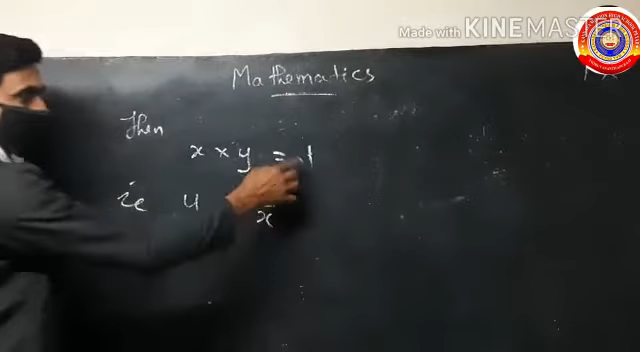 Made with KINEMASTER
Mathematics
Then
x × y = 1
ie y
x